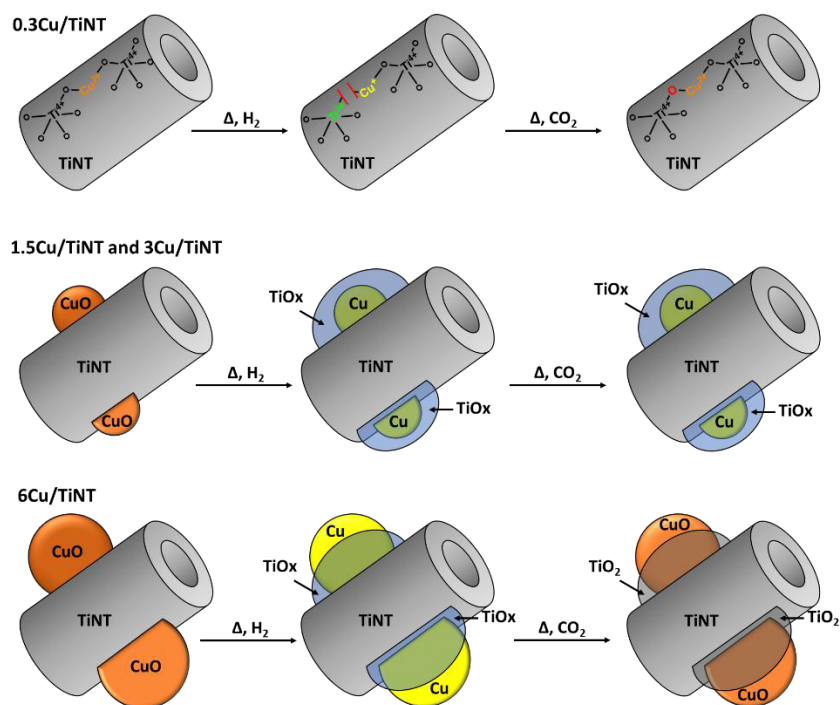 0.3Cu/TiNT
Ti⁴⁺ O Cu²⁺ O Ti⁴⁺
TiNT
Δ, H₂
Cu⁺ O Ti⁴⁺
TiNT
Δ, CO₂
Ti⁴⁺ O Cu²⁺ O Ti⁴⁺
TiNT
1.5Cu/TiNT and 3Cu/TiNT
CuO
TiNT
CuO
Δ, H₂
TiOx
Cu
TiNT
TiOx
Cu
Δ, CO₂
TiOx
Cu
TiNT
TiOx
Cu
6Cu/TiNT
CuO
TiNT
CuO
Δ, H₂
Cu
TiOx
TiNT
TiOx
Cu
Δ, CO₂
CuO
TiO₂
TiNT
TiO₂
CuO